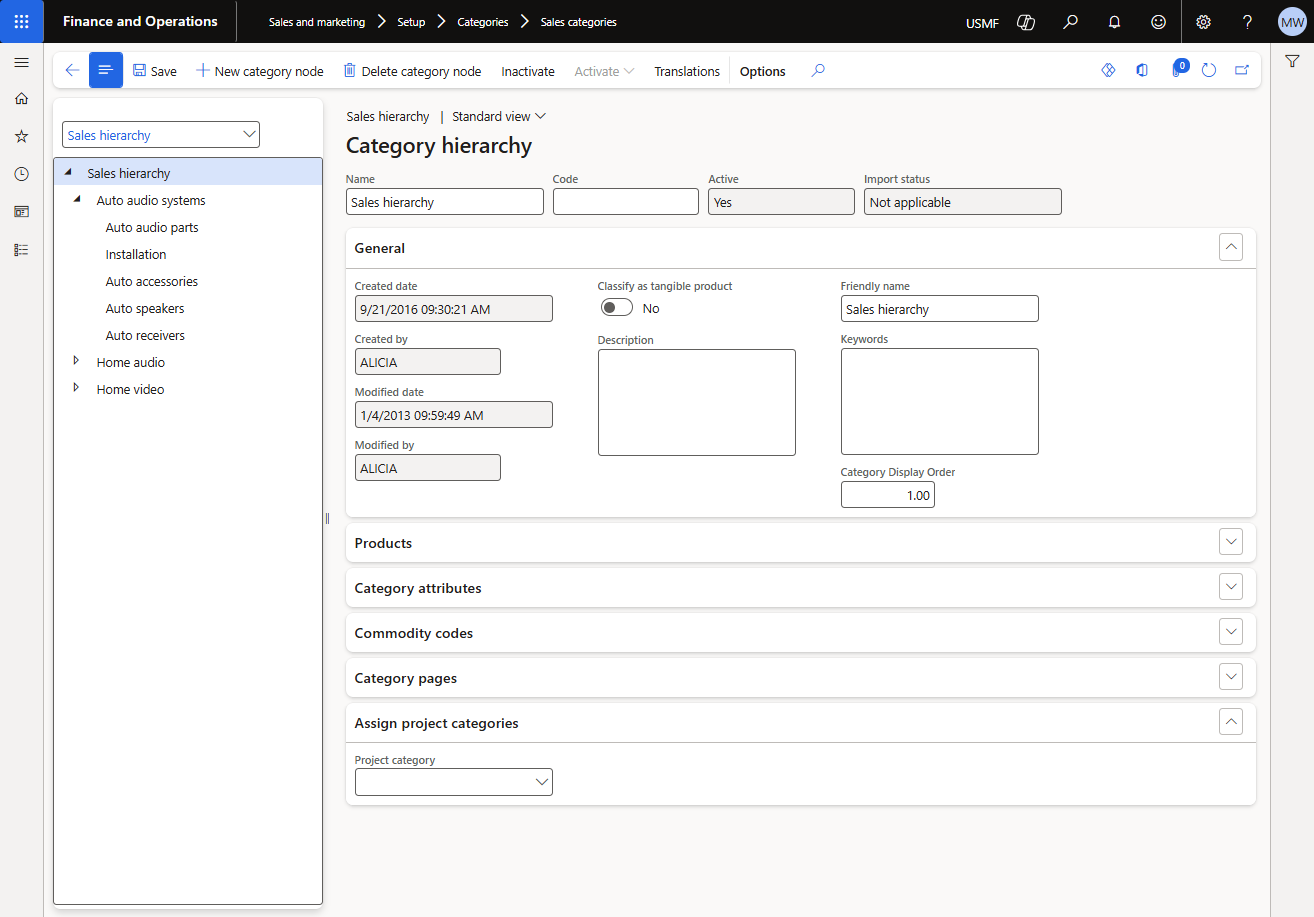 Finance and Operations
Sales and marketing Setup Categories Sales categories
USMF
? MW
Save New category node Delete category node Inactivate Activate Translations Options
0
Sales hierarchy
Sales hierarchy
Auto audio systems
Auto audio parts
Installation
Auto accessories
Auto speakers
Auto receivers
Home audio
Home video
Sales hierarchy | Standard view
Category hierarchy
Name Code Active Import status
Sales hierarchy Yes Not applicable
General
Created date
9/21/2016 09:30:21 AM
Created by
ALICIA
Modified date
1/4/2013 09:59:49 AM
Modified by
ALICIA
Classify as tangible product
No
Description
Friendly name
Sales hierarchy
Keywords
Category Display Order
1.00
Products
Category attributes
Commodity codes
Category pages
Assign project categories
Project category